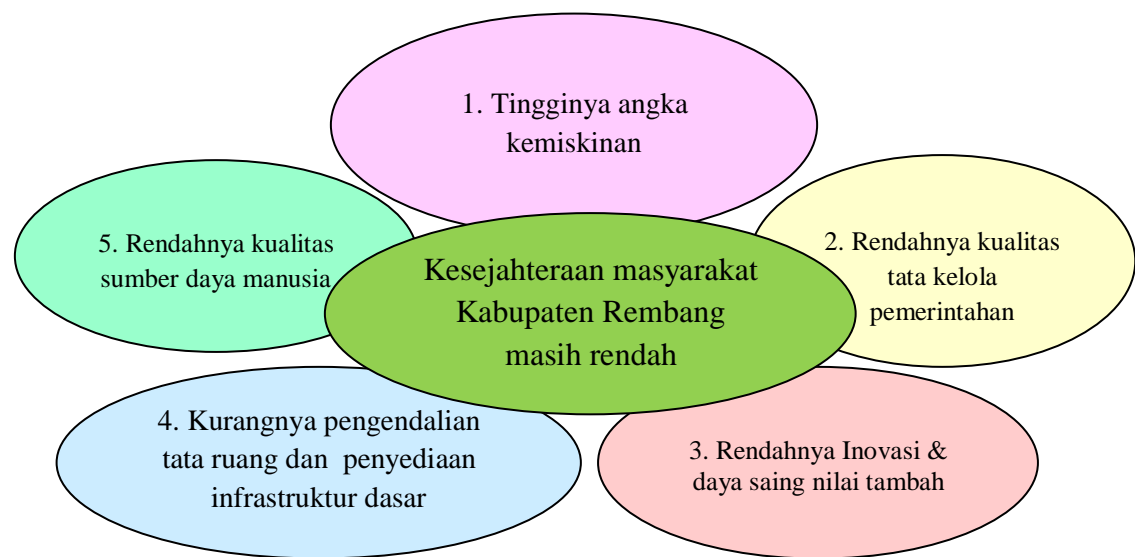 1. Tingginya angka
kemiskinan
2. Rendahnya kualitas
tata kelola
pemerintahan
3. Rendahnya Inovasi &
daya saing nilai tambah
4. Kurangnya pengendalian
tata ruang dan penyediaan
infrastruktur dasar
5. Rendahnya kualitas
sumber daya manusia
Kesejahteraan masyarakat
Kabupaten Rembang
masih rendah